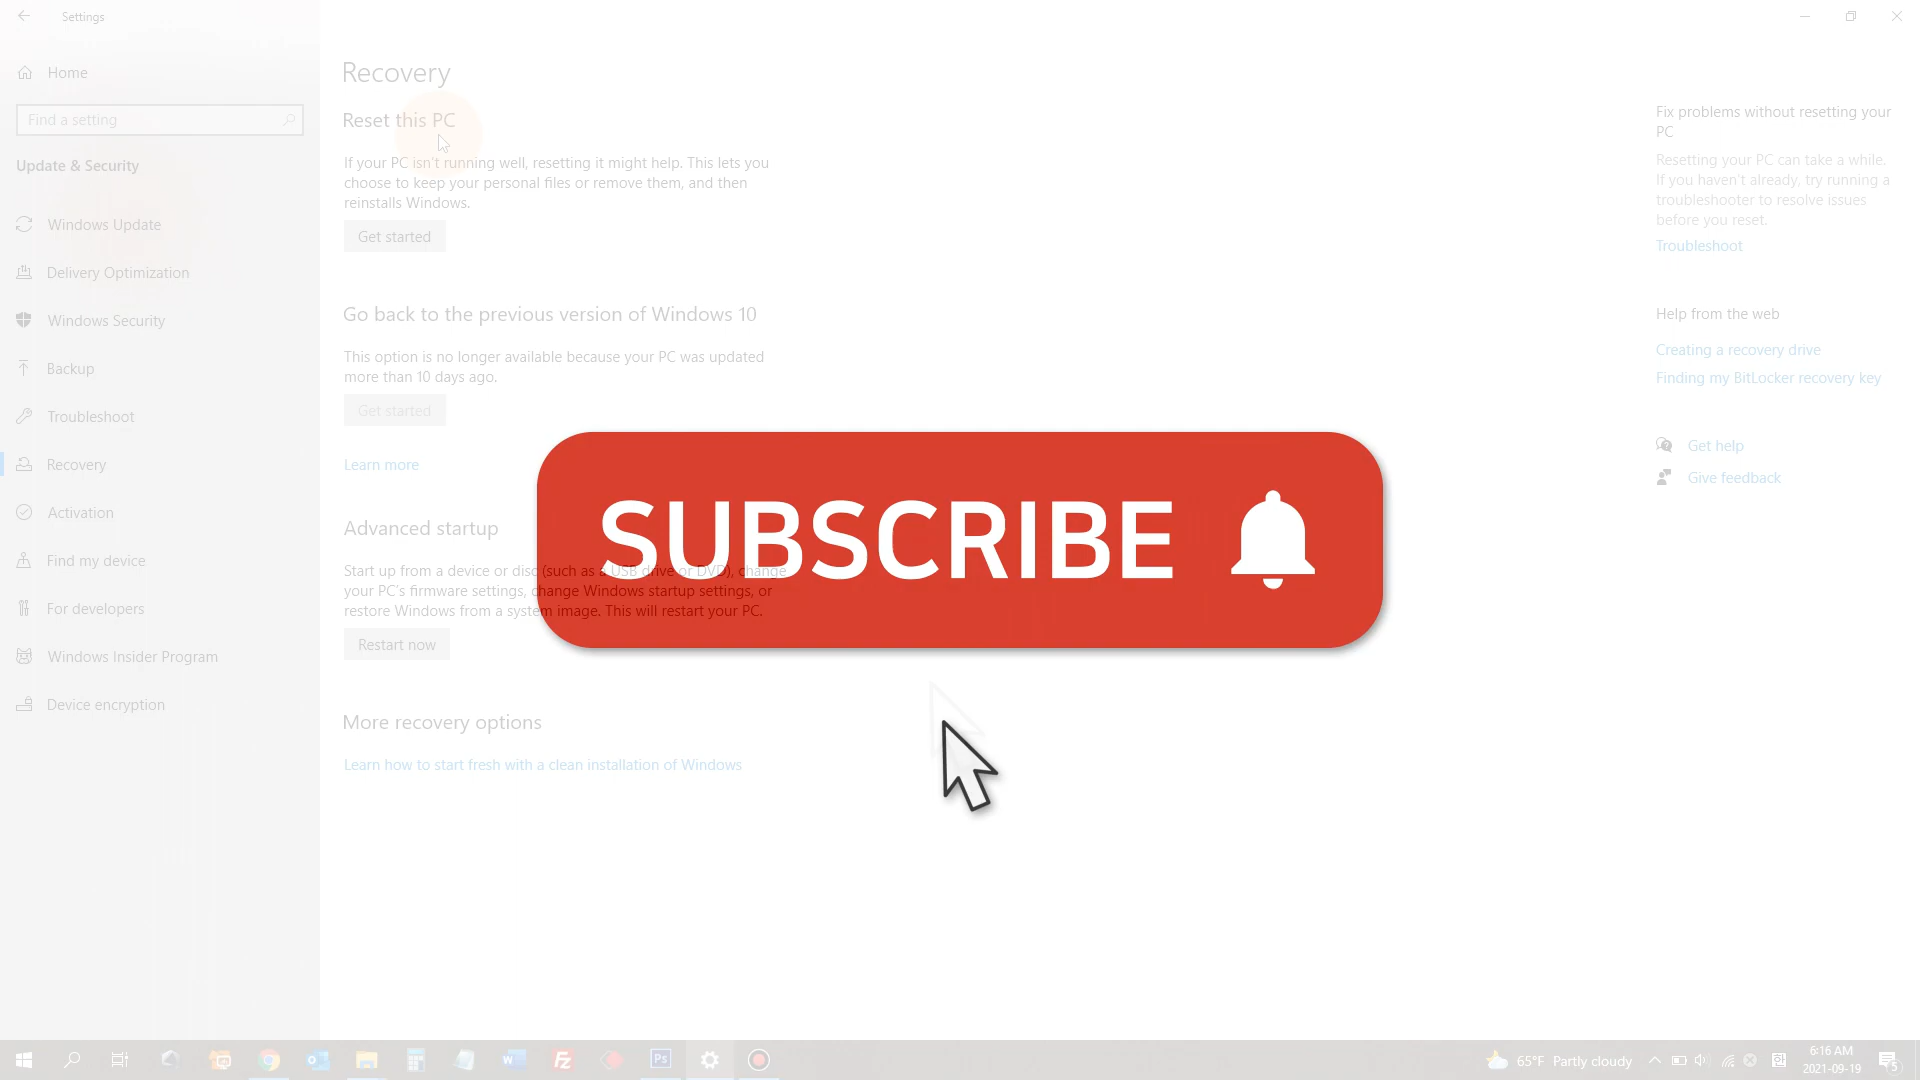 Settings
Home
Find a setting
Update & Security
Windows Update
Delivery Optimization
Windows Security
Backup
Troubleshoot
Recovery
Activation
Find my device
For developers
Windows Insider Program
Device encryption
Recovery
Reset this PC
If your PC isn't running well, resetting it might help. This lets you
choose to keep your personal files or remove them, and then
reinstalls Windows.
Get started
Go back to the previous version of Windows 10
This option is no longer available because your PC was updated
more than 10 days ago.
Get started
Learn more
Advanced startup
Start up from a device or disc (such as a USB drive or DVD), change
your PC's firmware settings, change Windows startup settings, or
restore Windows from a system image. This will restart your PC.
Restart now
More recovery options
Learn how to start fresh with a clean installation of Windows
SUBSCRIBE
Fix problems without resetting your
PC
Resetting your PC can take a while.
If you haven't already, try running a
troubleshooter to resolve issues
before you reset.
Troubleshoot
Help from the web
Creating a recovery drive
Finding my BitLocker recovery key
Get help
Give feedback
W
FZ
Ps
65°F Partly cloudy
6:16 AM
2021-09-19
5